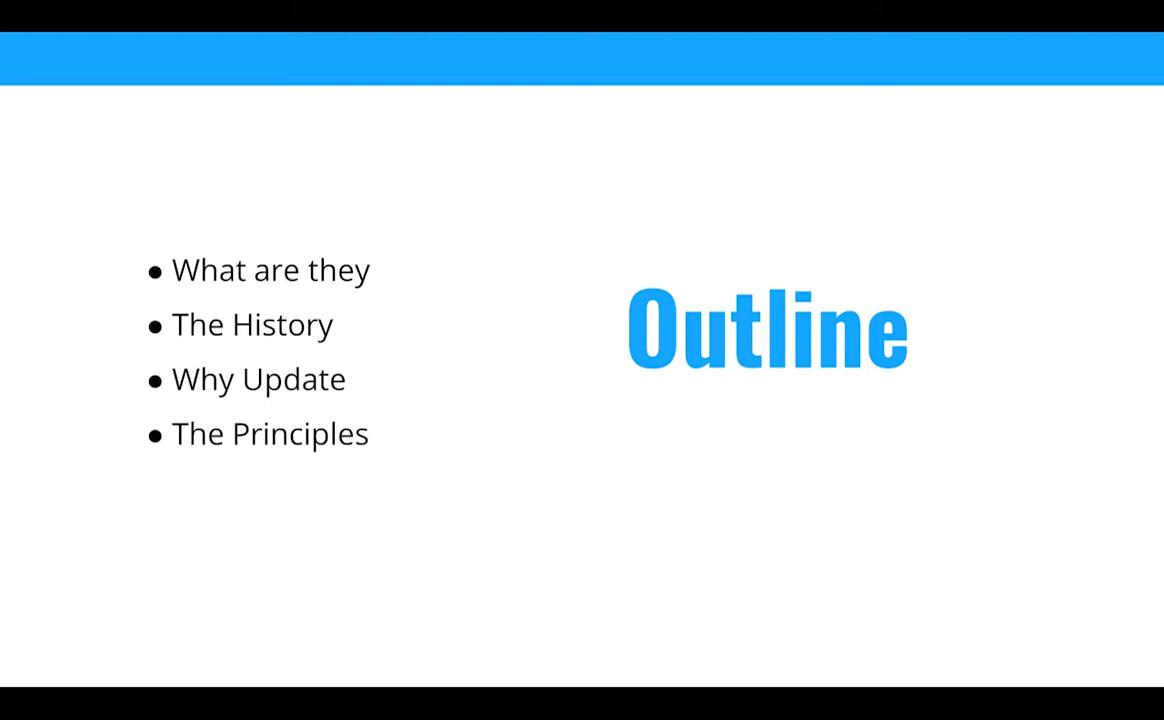 ● What are they
● The History
● Why Update
● The Principles
Outline